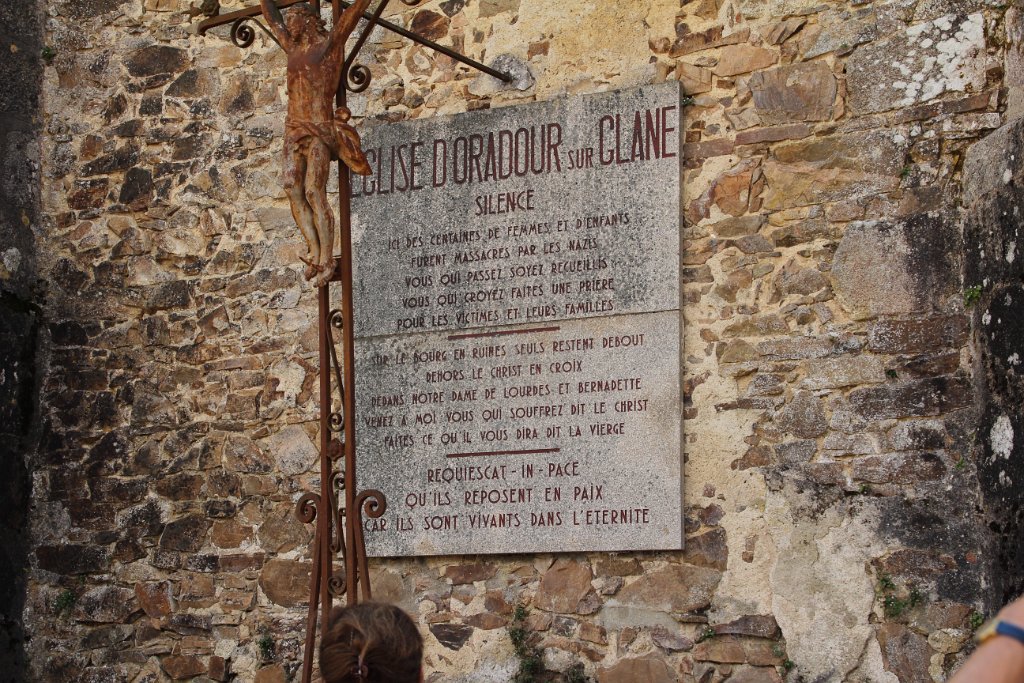 EGLISE D'ORADOUR SUR GLANE
SILENCE
ICI DES CENTAINES DE FEMMES ET D'ENFANTS
FURENT MASSACRES PAR LES NAZIS
VOUS QUI PASSEZ SOYEZ RECUEILLIS
VOUS QUI CROYEZ FAITES UNE PRIERE
POUR LES VICTIMES ET LEURS FAMILLES
SUR LE BOURG EN RUINES SEULS RESTENT DEBOUT
DEHORS LE CHRIST EN CROIX
DEDANS NOTRE DAME DE LOURDES ET BERNADETTE
VENEZ A MOI VOUS QUI SOUFFREZ DIT LE CHRIST
FAITES CE QU'IL VOUS DIRA DIT LA VIERGE
REQUIESCAT - IN - PACE
QU'ILS REPOSENT EN PAIX
CAR ILS SONT VIVANTS DANS L'ETERNITE